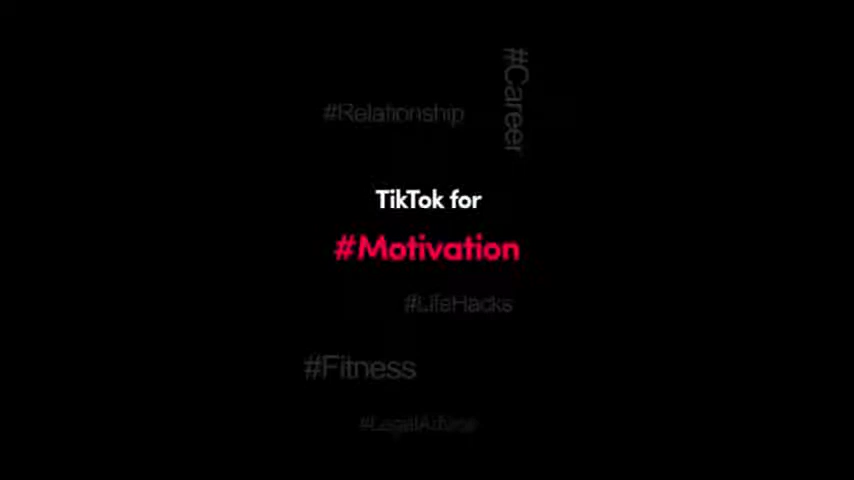 #Career
#Relationship
TikTok for
#Motivation
#LifeHacks
#Fitness
#LegalAdvice